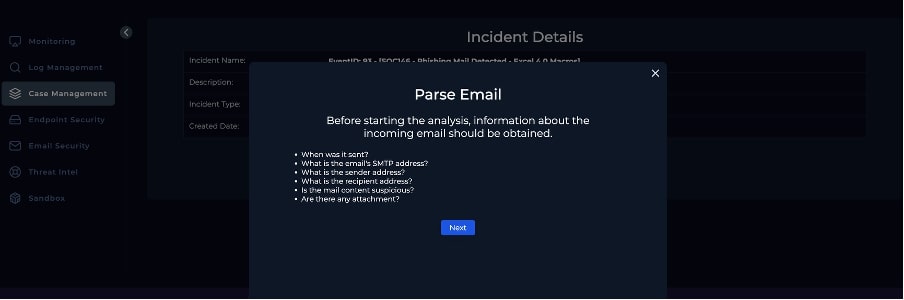 Incident Details
Monitoring
Log Management
Case Management
Endpoint Security
Email Security
Threat Intel
Sandbox
Incident Name:
EventID: 93 - [SOC146 - Phishing Mail Detected - Excel 4.0 Macros]
Description:
Incident Type:
Created Date:
Parse Email
Before starting the analysis, information about the
incoming email should be obtained.
• When was it sent?
• What is the email's SMTP address?
• What is the sender address?
• What is the recipient address?
• Is the mail content suspicious?
• Are there any attachment?
Next